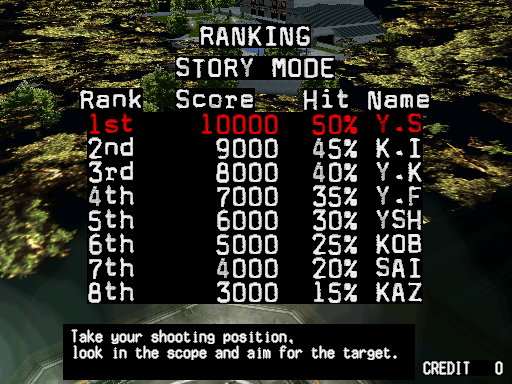 RANKING
STORY MODE
Rank Score Hit Name
1st 10000 50% Y.S
2nd 9000 45% K.I
3rd 8000 40% Y.K
4th 7000 35% Y.F
5th 6000 30% YSH
6th 5000 25% KOB
7th 4000 20% SAI
8th 3000 15% KAZ
Take your shooting position,
look in the scope and aim for the target.
CREDIT 0